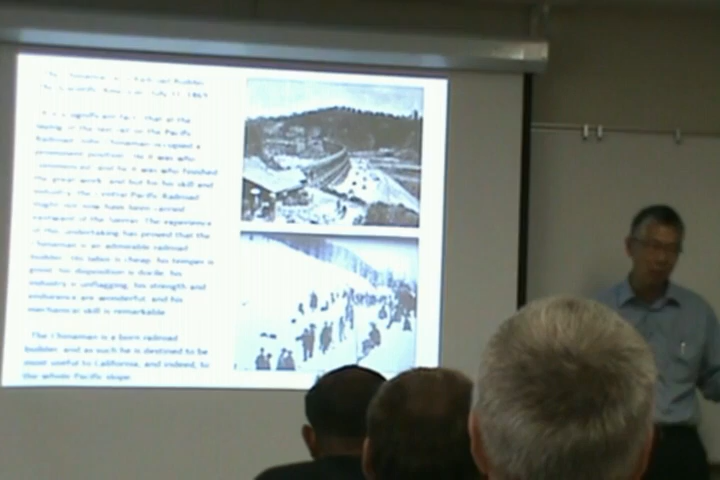 The Chinaman as a Railroad Builder
The Scientific American, July 31, 1869
It is a significant fact that at the
laying of the last rail on the Pacific
Railroad, John Chinaman occupied a
prominent position. It was who
commenced and he it was who finished
the great work, and but for his skill and
industry, the Central Pacific Railroad
might not now have been carried
eastward of the Sierras. The experience
of this undertaking has proved that the
Chinaman is an admirable railroad
builder. His labor is cheap, his
good, his disposition is docile, his
industry is unflagging, his strength and
endurance are wonderful, and his
mechanical skill is remarkable.
The Chinaman is a born railroad
builder, and as such he is destined to be
most useful to California, and indeed, to
the whole Pacific slope.